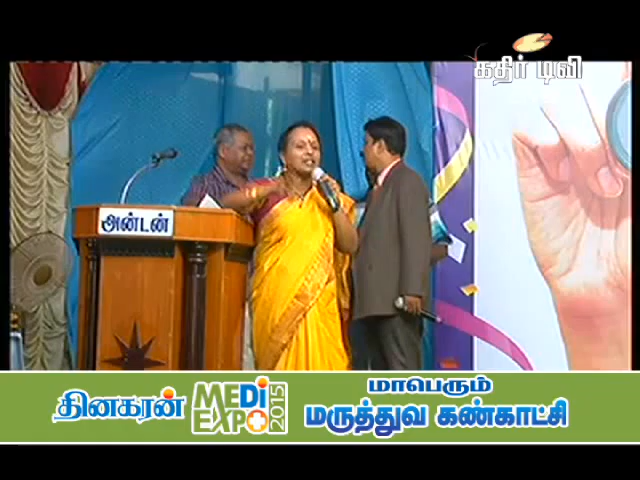 கதிர் டிவி
அன்டன்
தினகரன் MEDi EXPO 2015
மாபெரும்
மருத்துவ கண்காட்சி